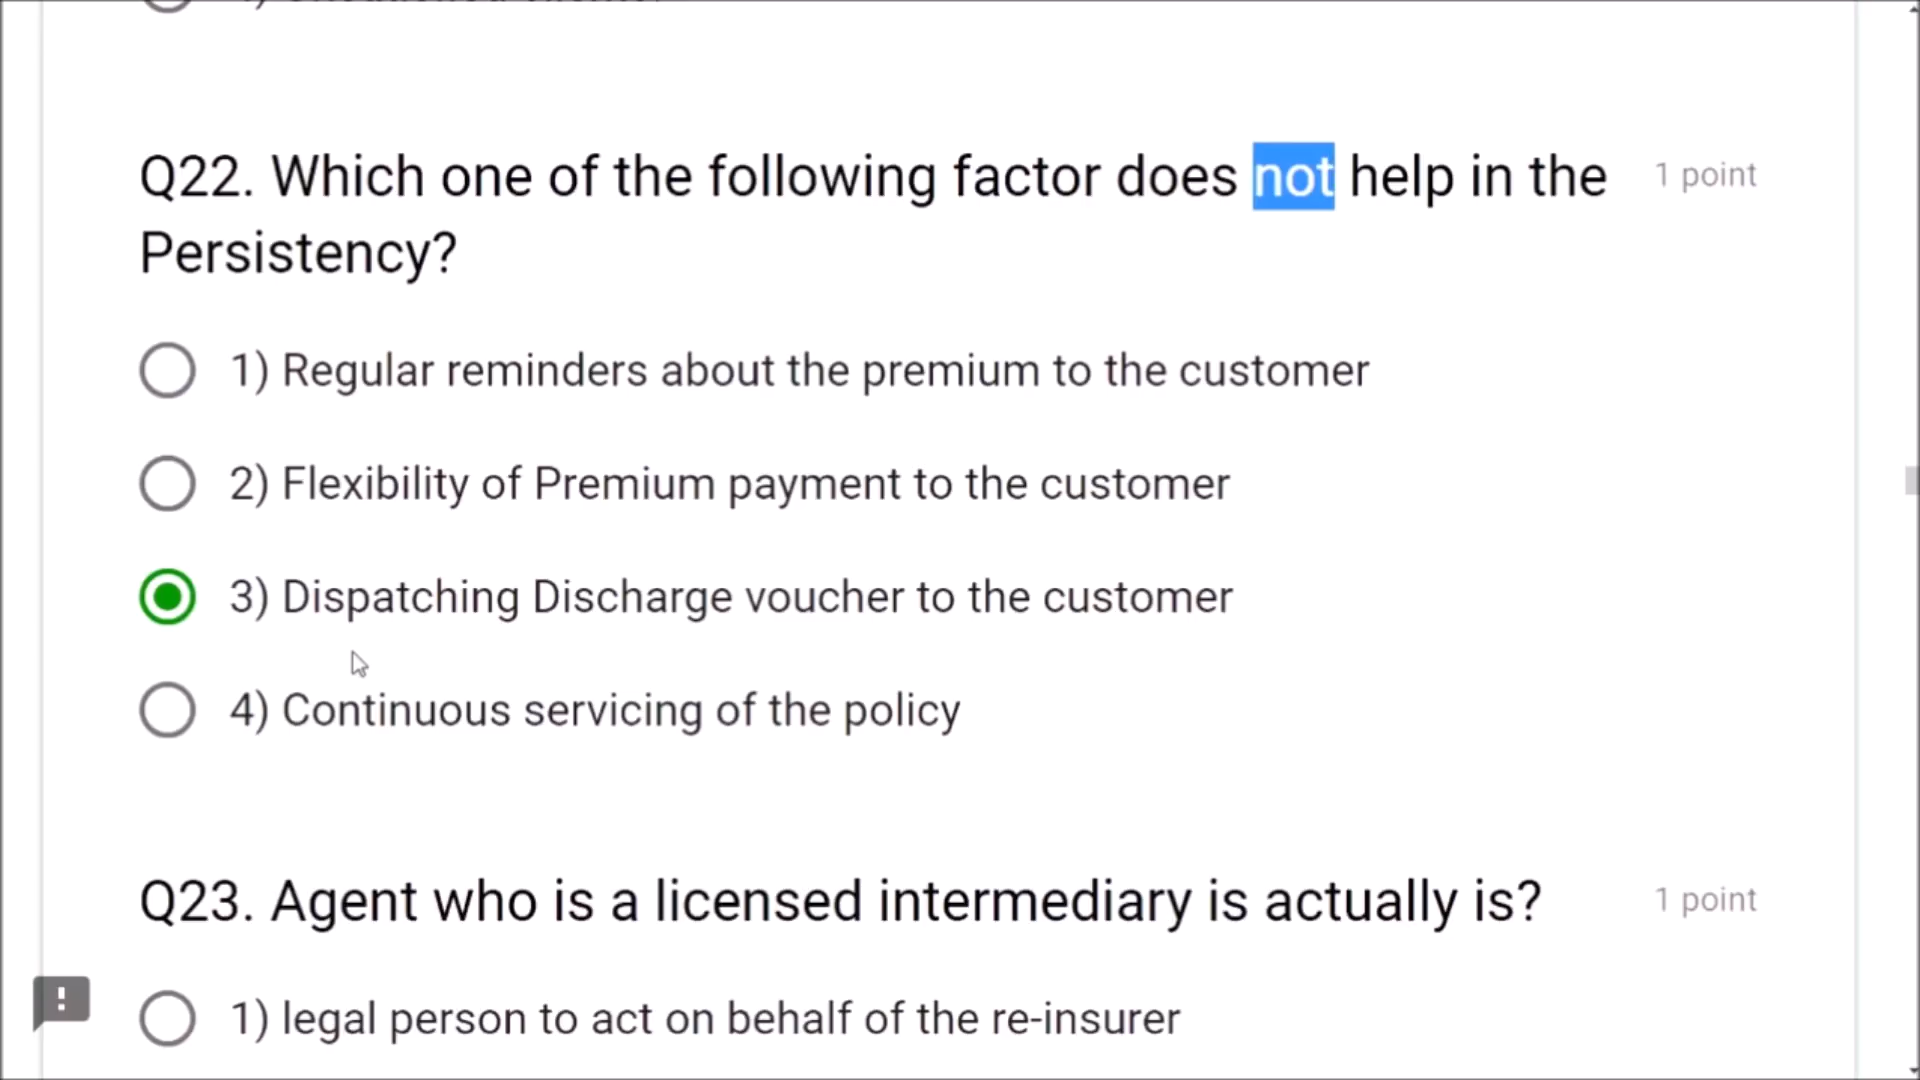 Q22. Which one of the following factor does not help in the
1 point
Persistency?
1) Regular reminders about the premium to the customer
2) Flexibility of Premium payment to the customer
3) Dispatching Discharge voucher to the customer
4) Continuous servicing of the policy
Q23. Agent who is a licensed intermediary is actually is?
1 point
1) legal person to act on behalf of the re-insurer